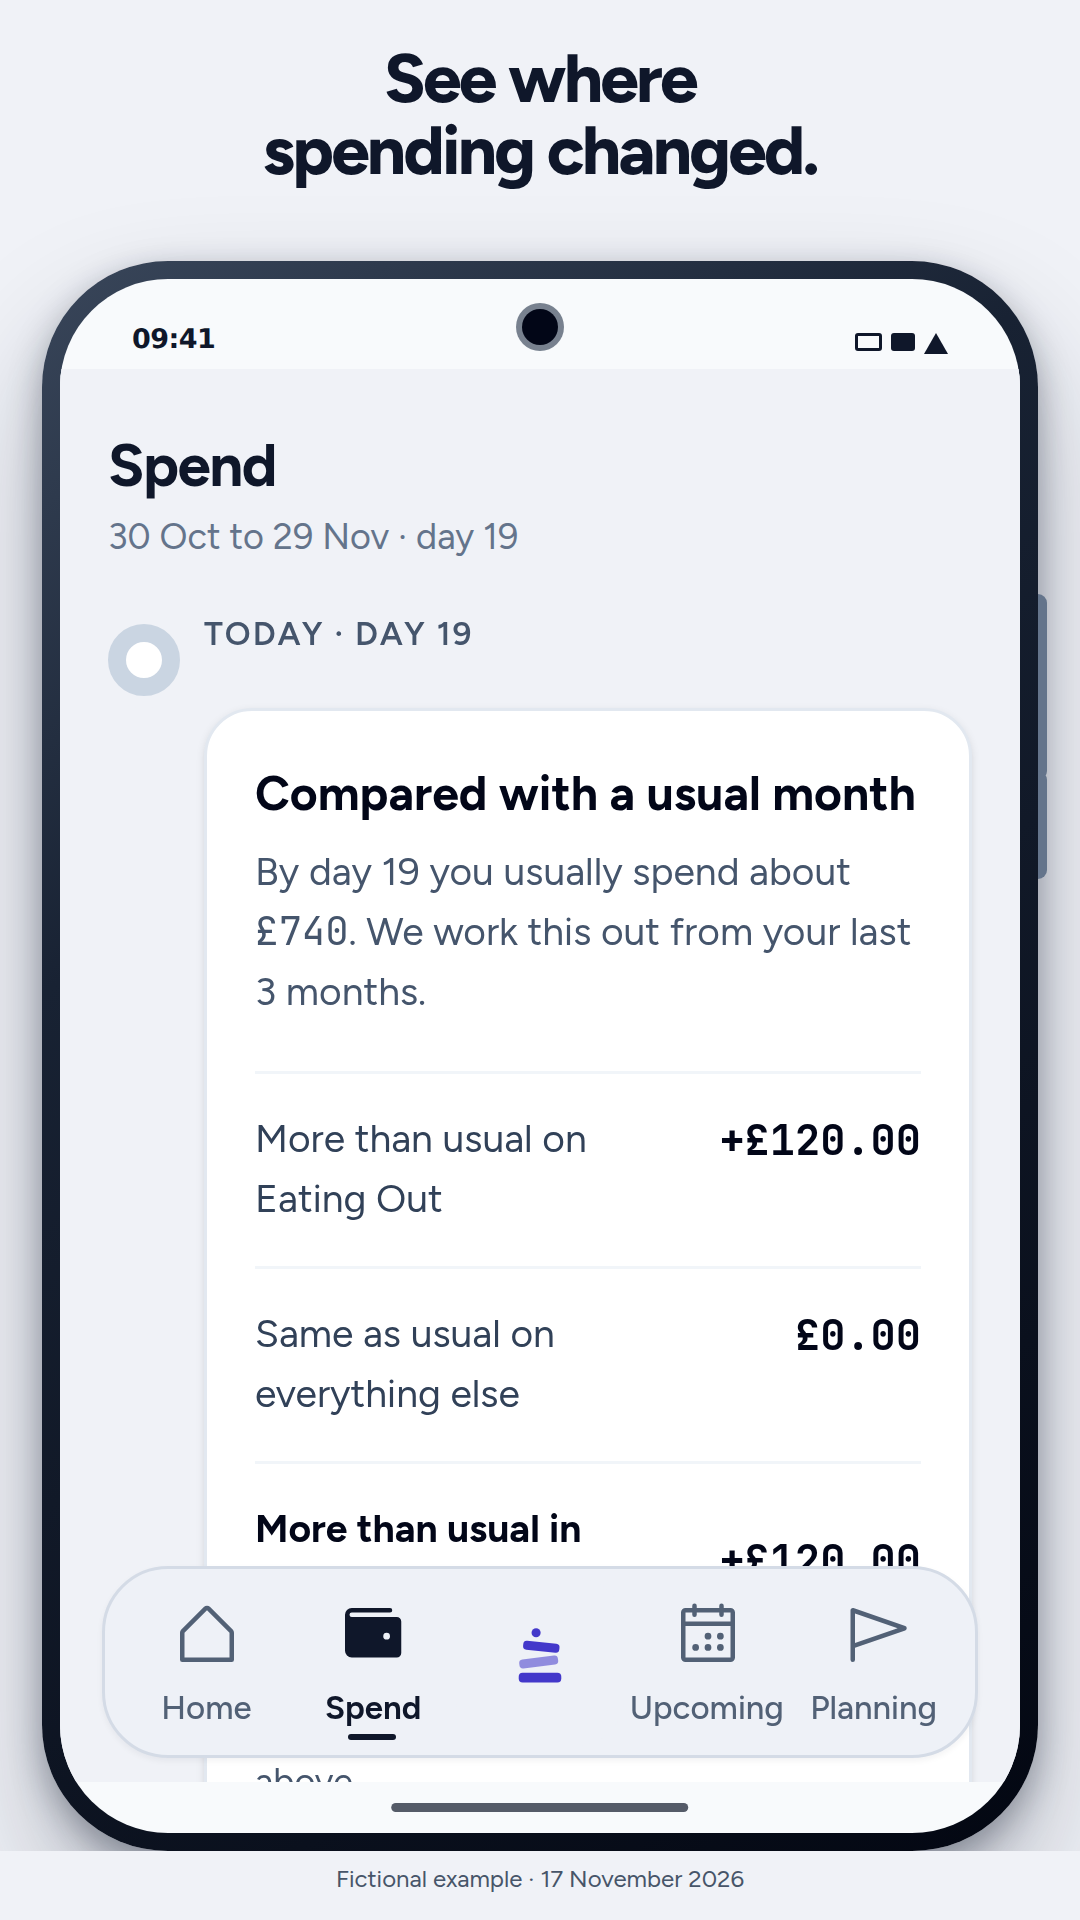 See where
spending changed.
09:41
Spend
30 Oct to 29 Nov · day 19
TODAY · DAY 19
Compared with a usual month
By day 19 you usually spend about
£740. We work this out from your last
3 months.
More than usual on
Eating Out
+£120.00
Same as usual on
everything else
£0.00
More than usual in
+£120.00
Home
Spend
Upcoming
Planning
above
Fictional example · 17 November 2026